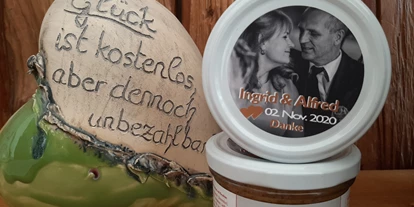 Glück
ist kostenlos,
aber dennoch
unbezahlbar
Ingrid & Alfred
02 Nov. 2020
Danke